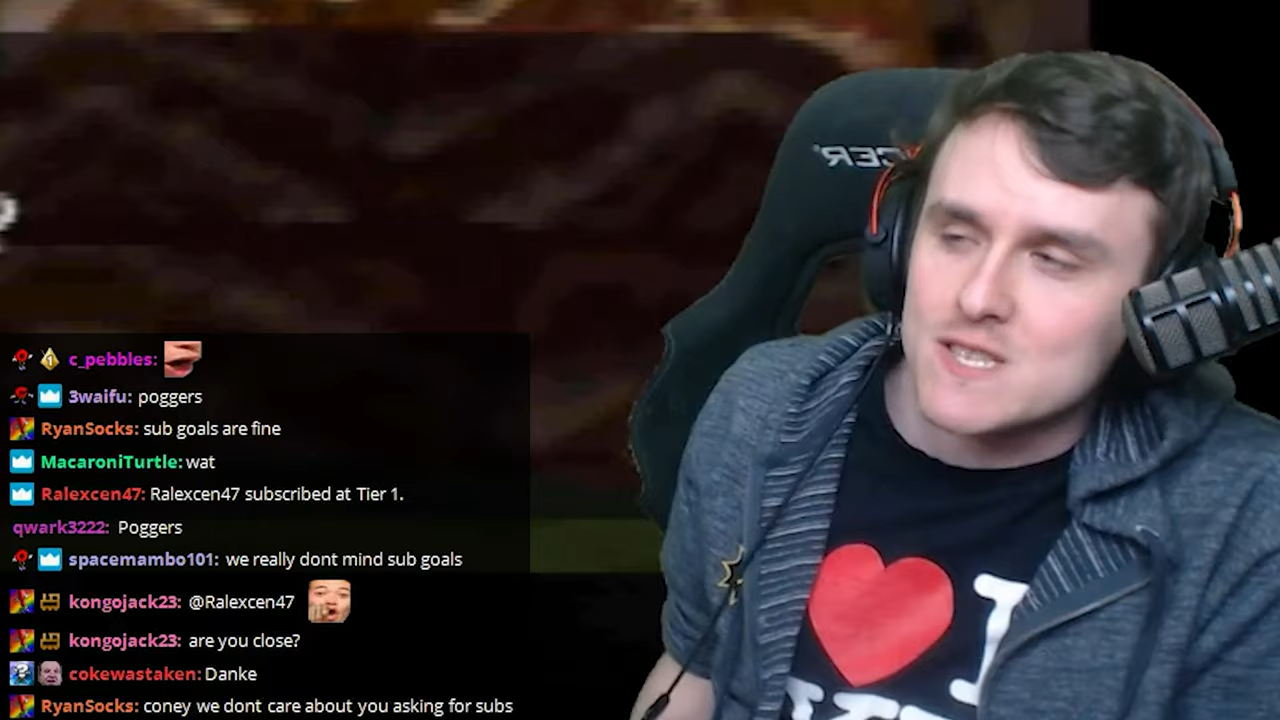 c_pebbles:
3waifu: poggers
RyanSocks: sub goals are fine
MacaroniTurtle: wat
Ralexcen47: Ralexcen47 subscribed at Tier 1.
qwark3222: Poggers
spacemambo101: we really dont mind sub goals
kongojack23: @Ralexcen47
kongojack23: are you close?
cokewastaken: Danke
RyanSocks: coney we dont care about you asking for subs
I